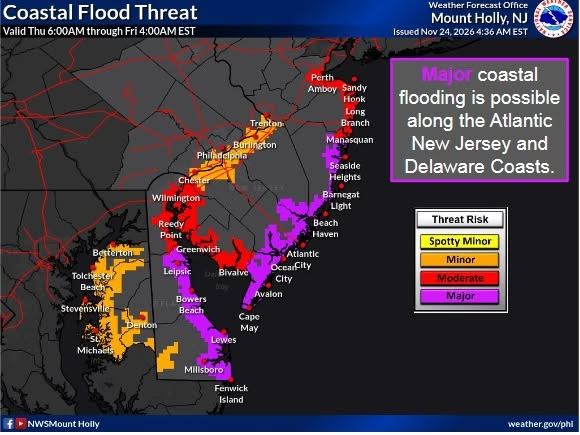 Coastal Flood Threat
Valid Thu 6:00AM through Fri 4:00AM EST
Weather Forecast Office
Mount Holly, NJ
Issued Nov 24, 2026 4:36 AM EST
Major coastal
flooding is possible
along the Atlantic
New Jersey and
Delaware Coasts.
Threat Risk
Spotty Minor
Minor
Moderate
Major
Perth
Amboy
Sandy
Hook
Long
Branch
Trenton
Burlington
Manasquan
Philadelphia
Seaside
Heights
Chester
NEW JERSEY
Wilmington
Barnegat
Light
Reedy
Point
Beach
Haven
Greenwich
Atlantic
City
Betterton
Leipsic
Bivalve
Ocean
City
Tolchester
Beach
Avalon
Bowers
Beach
Stevensville
Cape
May
Denton
St.
Michaels
Lewes
Millsboro
Fenwick
Island
NWSMount Holly
weather.gov/phi